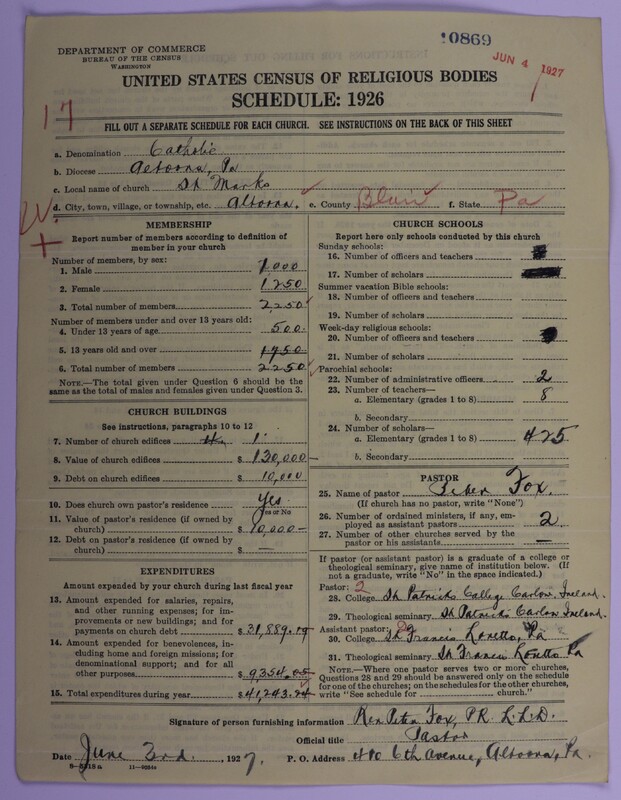 DEPARTMENT OF COMMERCE
BUREAU OF THE CENSUS
WASHINGTON
10869
JUN 4 1927
UNITED STATES CENSUS OF RELIGIOUS BODIES
SCHEDULE: 1926
17
FILL OUT A SEPARATE SCHEDULE FOR EACH CHURCH. SEE INSTRUCTIONS ON THE BACK OF THIS SHEET
a. Denomination Catholic
b. Diocese Altoona, Pa
c. Local name of church St Marks
d. City, town, village, or township, etc. Altoona. e. County Blair f. State Pa
W.
MEMBERSHIP
Report number of members according to definition of
member in your church
Number of members, by sex:
1. Male 1,000
2. Female 1,250
3. Total number of members 2,250
Number of members under and over 13 years old:
4. Under 13 years of age 500
5. 13 years old and over 1750
6. Total number of members 2250
NOTE.—The total given under Question 6 should be
same as the total of males and females given under Question 3.
CHURCH BUILDINGS
See instructions, paragraphs 10 to 12
7. Number of church edifices 1
8. Value of church edifices $ 130,000—
9. Debt on church edifices $ 10,000
10. Does church own pastor's residence Yes
Yes or No
11. Value of pastor's residence (if owned by
church) $ 10,000—
12. Debt on pastor's residence (if owned by
church) $ —
EXPENDITURES
Amount expended by your church during last fiscal year
13. Amount expended for salaries, repairs,
and other running expenses; for im-
provements or new buildings; and for
payments on church debt $ 31,889.19
14. Amount expended for benevolences, in-
cluding home and foreign missions; for
denominational support; and for all
other purposes $ 9354.05
15. Total expenditures during year $ 41,243.24
CHURCH SCHOOLS
Report here only schools conducted by this church
Sunday schools:
16. Number of officers and teachers
17. Number of scholars
Summer vacation Bible schools:
18. Number of officers and teachers
19. Number of scholars
Week-day religious schools:
20. Number of officers and teachers
21. Number of scholars
Parochial schools:
22. Number of administrative officers 2
23. Number of teachers—
a. Elementary (grades 1 to 8) 8
b. Secondary
24. Number of scholars—
a. Elementary (grades 1 to 8) 425
b. Secondary
PASTOR
25. Name of pastor Peter Fox.
(If church has no pastor, write "None")
26. Number of ordained ministers, if any, em-
ployed as assistant pastors 2
27. Number of other churches served by the
pastor or his assistants —
If pastor (or assistant pastor) is a graduate of a college or
theological seminary, give name of institution below. (If
not a graduate, write "No" in the space indicated.)
Pastor: 2
28. College St Patricks College Carlow, Ireland.
29. Theological seminary St Patricks Carlow Ireland.
Assistant pastor:
30. College St Francis Loretto, Pa
31. Theological seminary St Francis Loretto Pa
NOTE.—Where one pastor serves two or more churches,
Questions 28 and 29 should be answered only on the schedule
for one of the churches; on the schedules for the other churches,
write "See schedule for church."
Signature of person furnishing information Rev Peter Fox, P.R. L.L.D.
Official title Pastor
Date June 3rd. 1927. P. O. Address 400 6th avenue, Altoona, Pa.
11—9284a